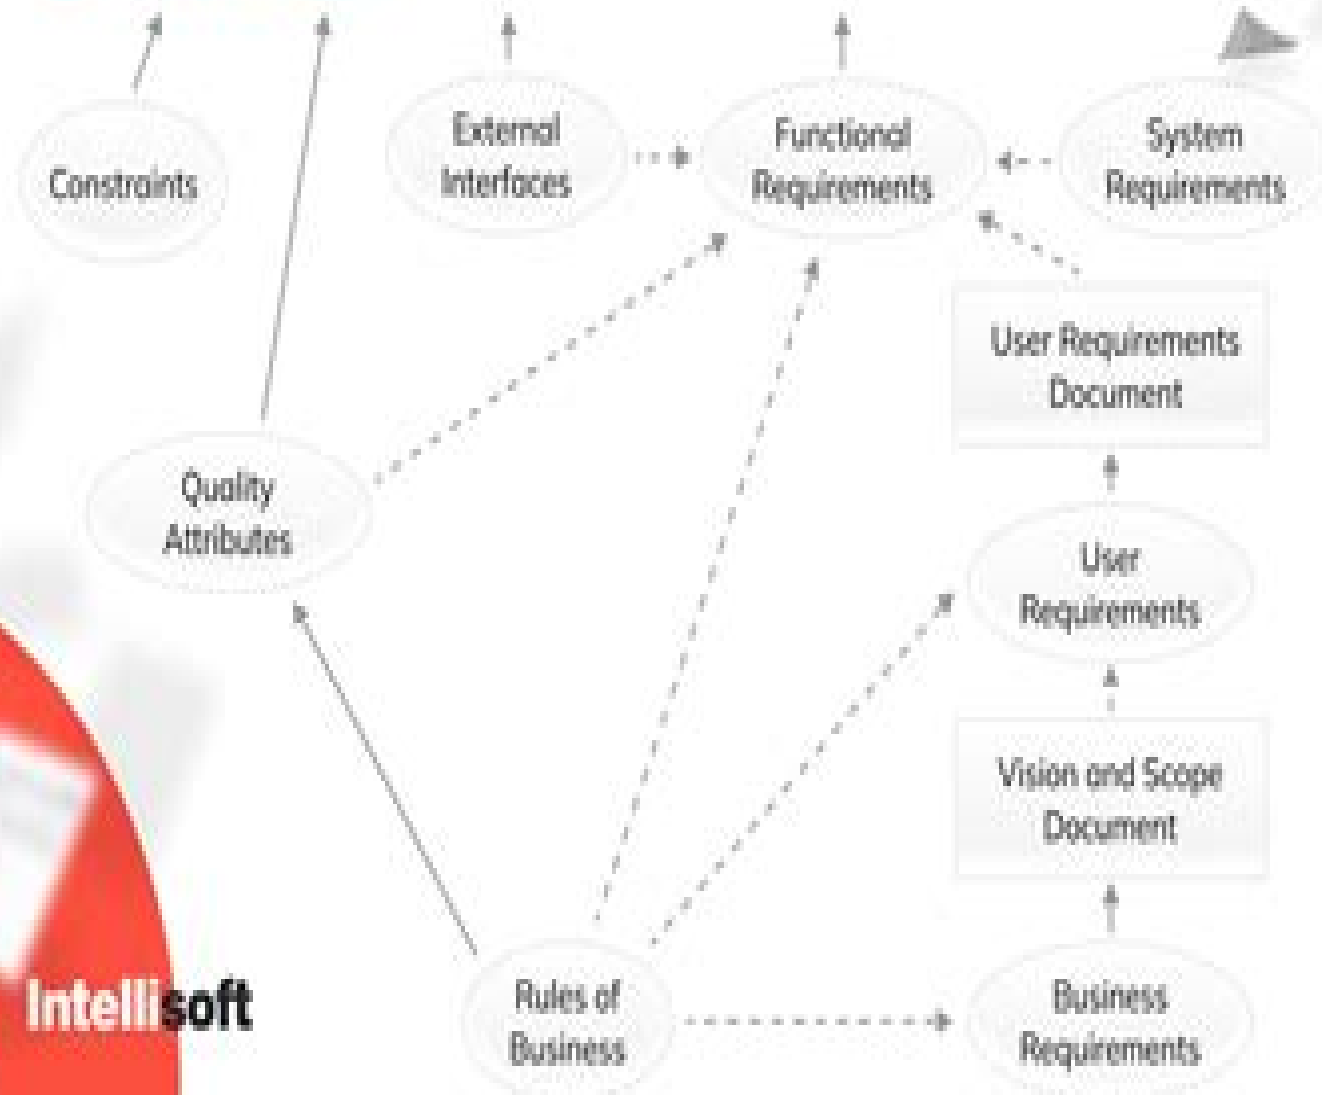 External
Interfaces
Functional
Requirements
System
Requirements
Constraints
User Requirements
Document
Quality
Attributes
User
Requirements
Vision and Scope
Document
Rules of
Business
Business
Requirements
Intellisoft